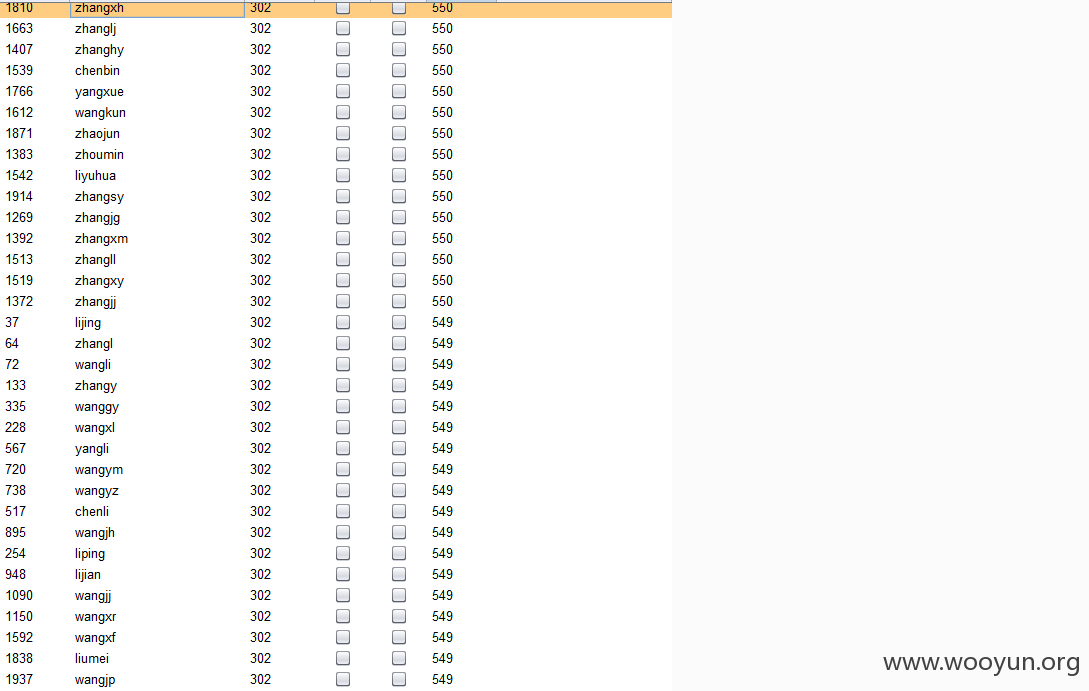 1810 zhangxh 302 550
1663 zhanglj 302 550
1407 zhanghy 302 550
1539 chenbin 302 550
1766 yangxue 302 550
1612 wangkun 302 550
1871 zhaojun 302 550
1383 zhoumin 302 550
1542 liyuhua 302 550
1914 zhangsy 302 550
1269 zhangjg 302 550
1392 zhangxm 302 550
1513 zhangll 302 550
1519 zhangxy 302 550
1372 zhangjj 302 550
37 lijing 302 549
64 zhangl 302 549
72 wangli 302 549
133 zhangy 302 549
335 wanggy 302 549
228 wangxl 302 549
567 yangli 302 549
720 wangym 302 549
738 wangyz 302 549
517 chenli 302 549
895 wangjh 302 549
254 liping 302 549
948 lijian 302 549
1090 wangjj 302 549
1150 wangxr 302 549
1592 wangxf 302 549
1838 liumei 302 549
1937 wangjp 302 549
www.wooyun.org